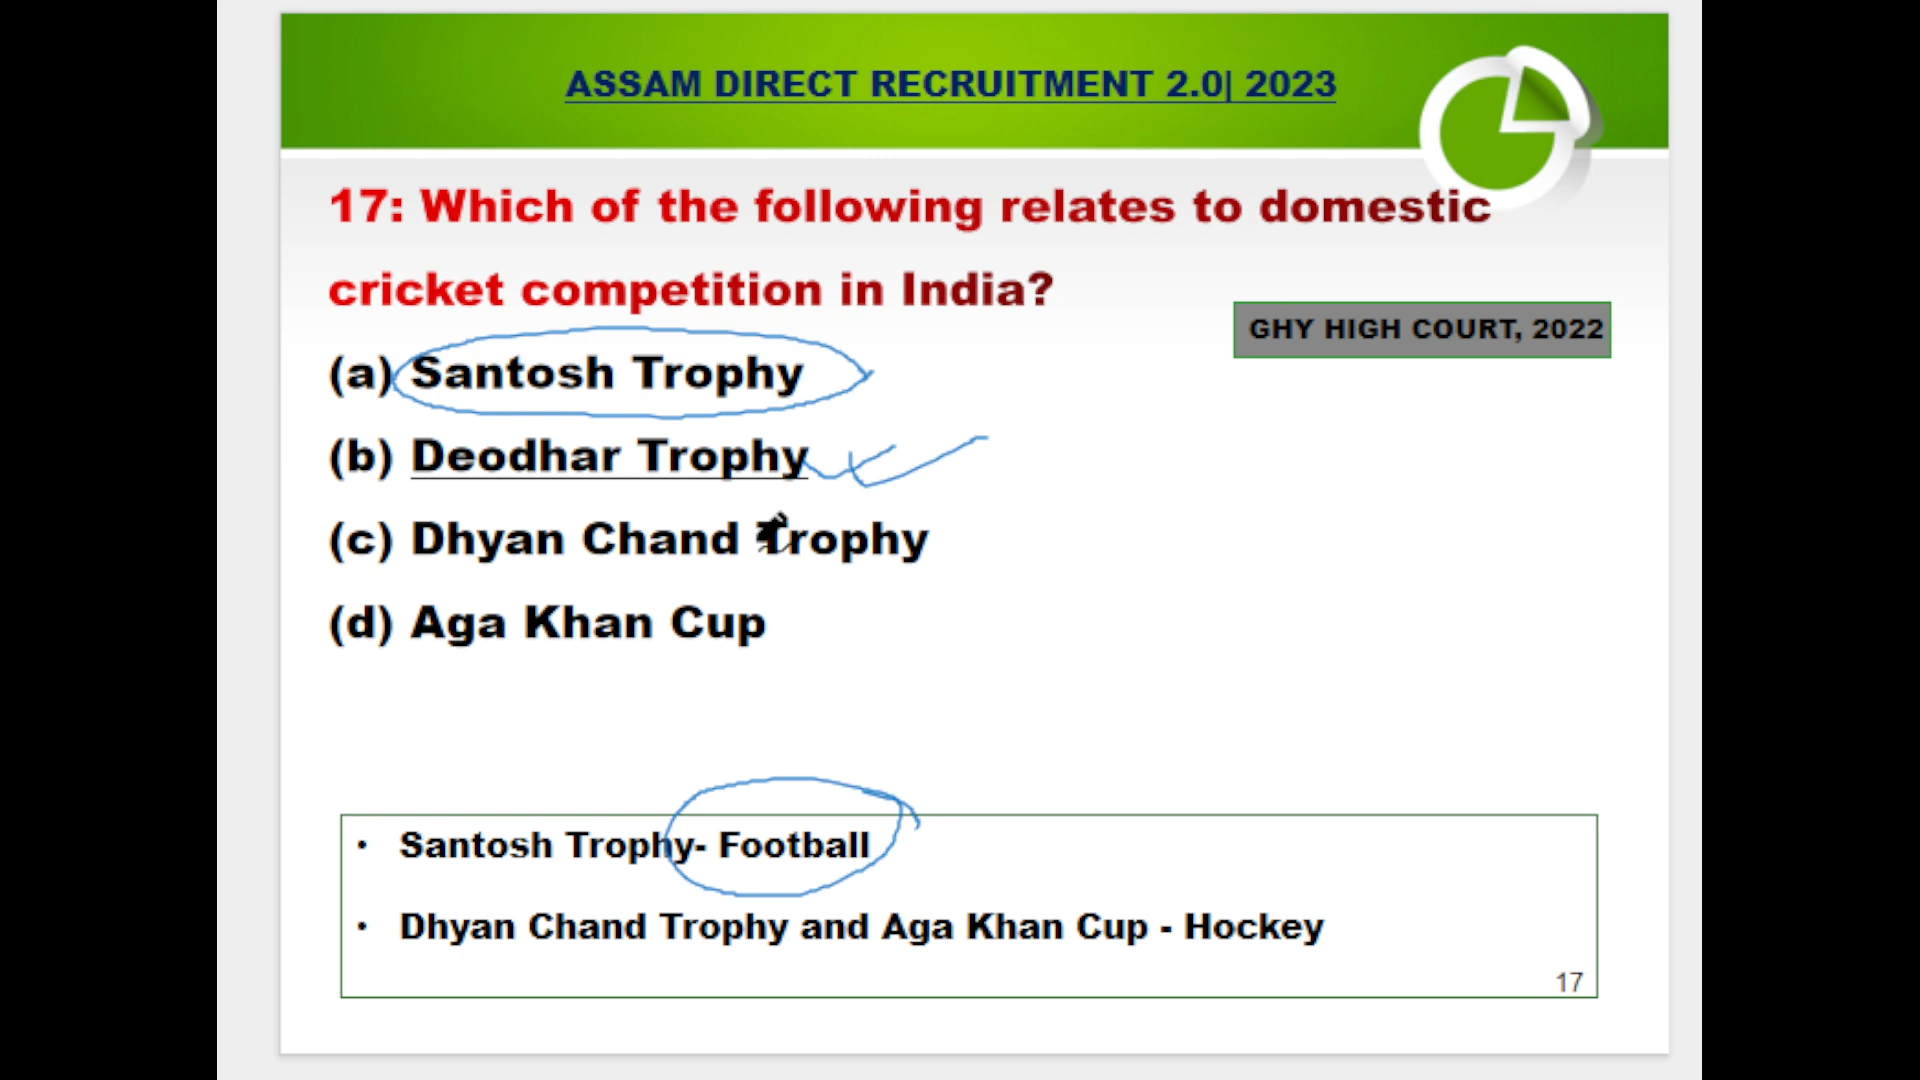 ASSAM DIRECT RECRUITMENT 2.0| 2023
17: Which of the following relates to domestic
cricket competition in India?
GHY HIGH COURT, 2022
(a) Santosh Trophy
(b) Deodhar Trophy
(c) Dhyan Chand Trophy
(d) Aga Khan Cup
• Santosh Trophy- Football
• Dhyan Chand Trophy and Aga Khan Cup - Hockey
17